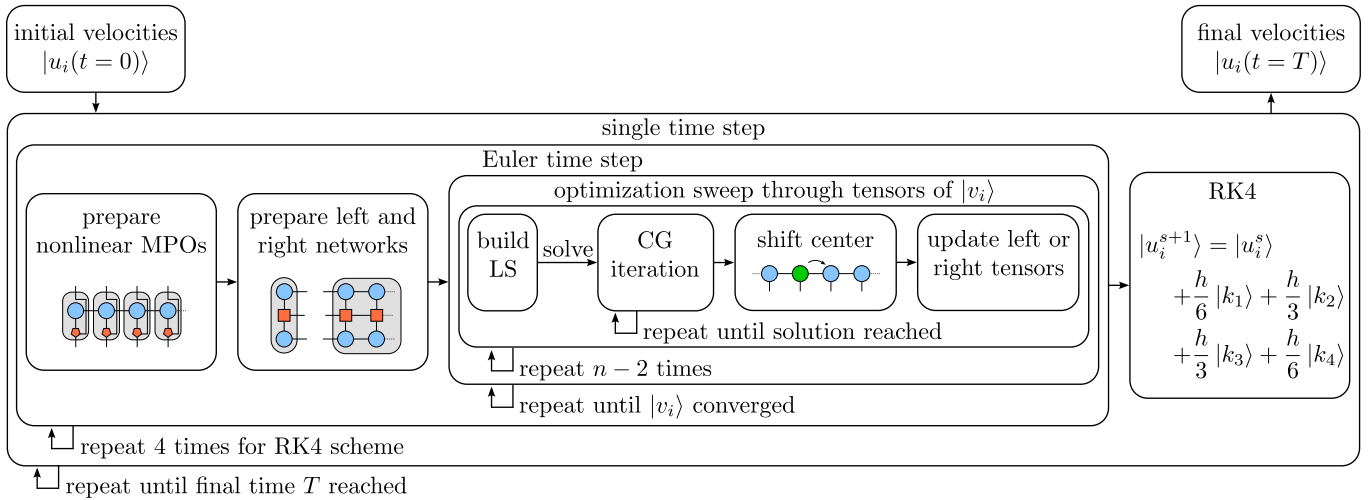 initial velocities
|u_i(t = 0)⟩
final velocities
|u_i(t = T)⟩
single time step
Euler time step
optimization sweep through tensors of |v_i⟩
prepare
nonlinear MPOs
prepare left and
right networks
build
LS
solve
CG
iteration
shift center
update left or
right tensors
repeat until solution reached
repeat n − 2 times
repeat until |v_i⟩ converged
repeat 4 times for RK4 scheme
repeat until final time T reached
RK4
|u_i^{s+1}⟩ = |u_i^s⟩
+ h/6 |k_1⟩ + h/3 |k_2⟩
+ h/3 |k_3⟩ + h/6 |k_4⟩